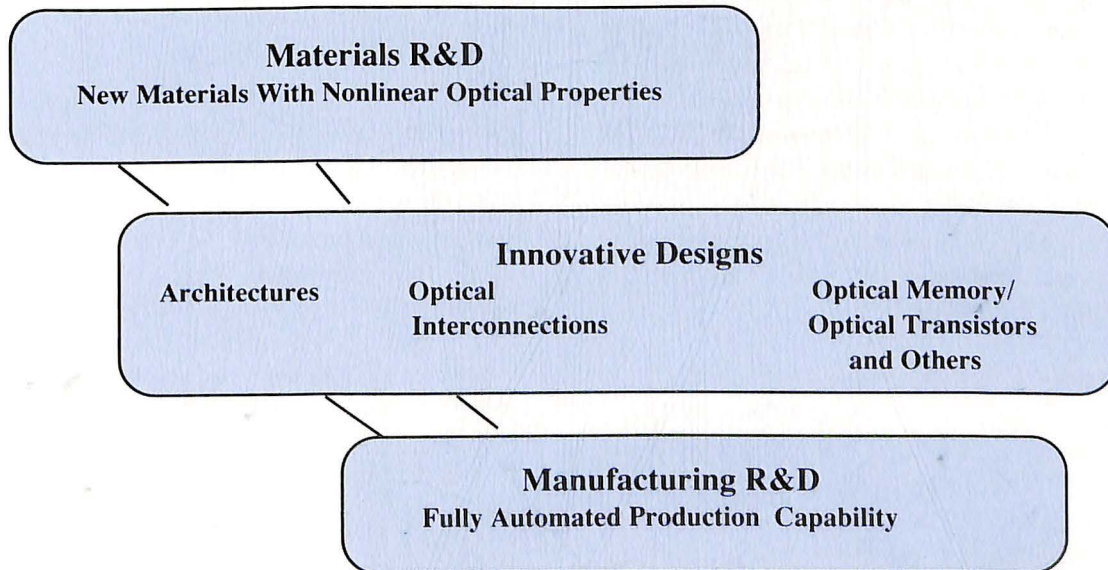 Materials R&D
New Materials With Nonlinear Optical Properties
Innovative Designs
Architectures
Optical
Interconnections
Optical Memory/
Optical Transistors
and Others
Manufacturing R&D
Fully Automated Production Capability